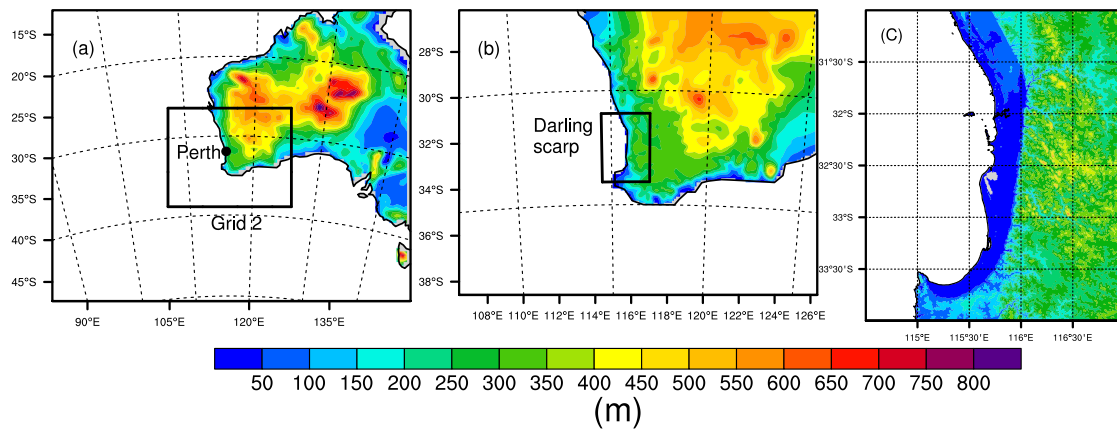 (a)
15°S
20°S
25°S
30°S
35°S
40°S
45°S
Perth
Grid 2
90°E 105°E 120°E 135°E
(b)
28°S
30°S
32°S
34°S
36°S
38°S
Darling
scarp
106°E 108°E 110°E 112°E 114°E 116°E 118°E 120°E 122°E 124°E 126°E
(C)
31°30'S
32°S
32°30'S
33°S
33°30'S
115°E 115°30'E 116°E 116°30'E
50 100 150 200 250 300 350 400 450 500 550 600 650 700 750 800
(m)